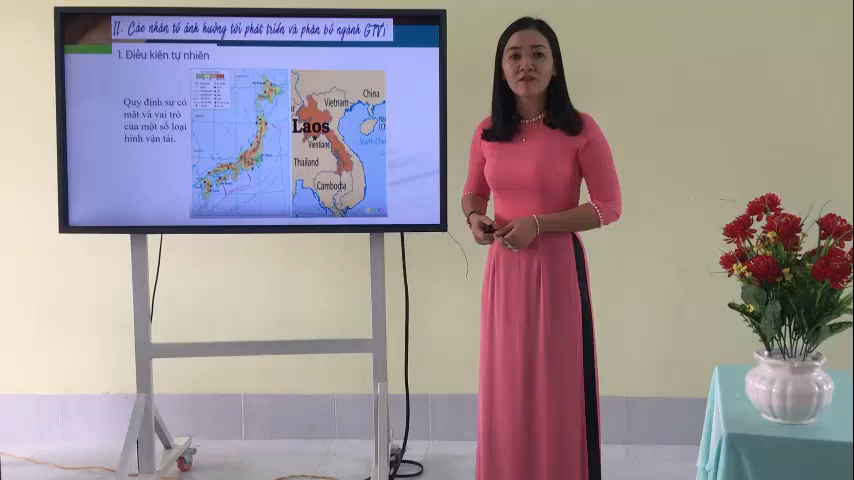 II. Các nhân tố ảnh hưởng tới phát triển và phân bố ngành GTVT
1. Điều kiện tự nhiên
Quy định sự có
mặt và vai trò
của một số loại
hình vận tải.
China
Vietnam
Laos
Vientiane
Thailand
Cambodia